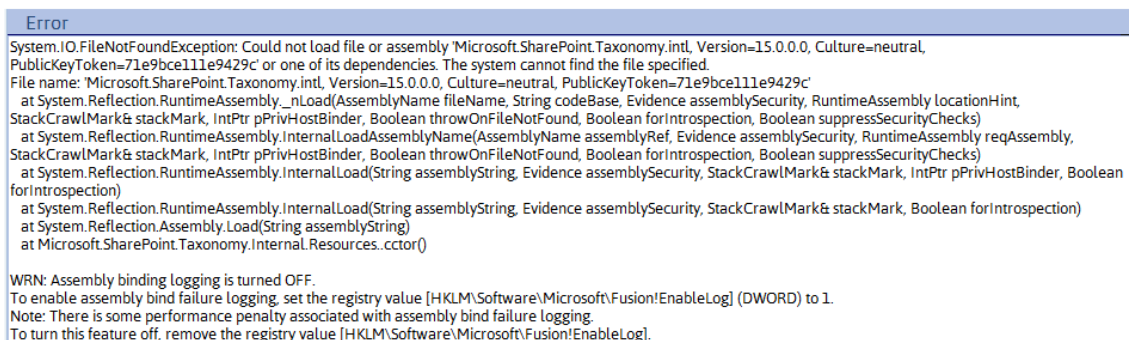 Error
System.IO.FileNotFoundException: Could not load file or assembly 'Microsoft.SharePoint.Taxonomy.intl, Version=15.0.0.0, Culture=neutral,
PublicKeyToken=71e9bce111e9429c' or one of its dependencies. The system cannot find the file specified.
File name: 'Microsoft.SharePoint.Taxonomy.intl, Version=15.0.0.0, Culture=neutral, PublicKeyToken=71e9bce111e9429c'
at System.Reflection.RuntimeAssembly._nLoad(AssemblyName fileName, String codeBase, Evidence assemblySecurity, RuntimeAssembly locationHint,
StackCrawlMark& stackMark, IntPtr pPrivHostBinder, Boolean throwOnFileNotFound, Boolean forIntrospection, Boolean suppressSecurityChecks)
at System.Reflection.RuntimeAssembly.InternalLoadAssemblyName(AssemblyName assemblyRef, Evidence assemblySecurity, RuntimeAssembly reqAssembly,
StackCrawlMark& stackMark, IntPtr pPrivHostBinder, Boolean throwOnFileNotFound, Boolean forIntrospection, Boolean suppressSecurityChecks)
at System.Reflection.RuntimeAssembly.InternalLoad(String assemblyString, Evidence assemblySecurity, StackCrawlMark& stackMark, IntPtr pPrivHostBinder, Boolean
forIntrospection)
at System.Reflection.RuntimeAssembly.InternalLoad(String assemblyString, Evidence assemblySecurity, StackCrawlMark& stackMark, Boolean forIntrospection)
at System.Reflection.Assembly.Load(String assemblyString)
at Microsoft.SharePoint.Taxonomy.Internal.Resources..cctor()
WRN: Assembly binding logging is turned OFF.
To enable assembly bind failure logging, set the registry value [HKLM\Software\Microsoft\Fusion!EnableLog] (DWORD) to 1.
Note: There is some performance penalty associated with assembly bind failure logging.
To turn this feature off, remove the registry value [HKLM\Software\Microsoft\Fusion!EnableLog].